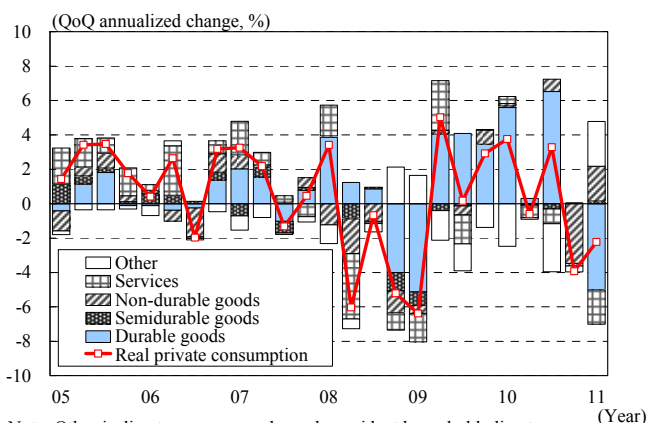 (QoQ annualized change, %)
10
8
6
4
2
0
-2
-4
-6
-8
-10
Other
Services
Non-durable goods
Semidurable goods
Durable goods
Real private consumption
05 06 07 08 09 10 11
(Year)